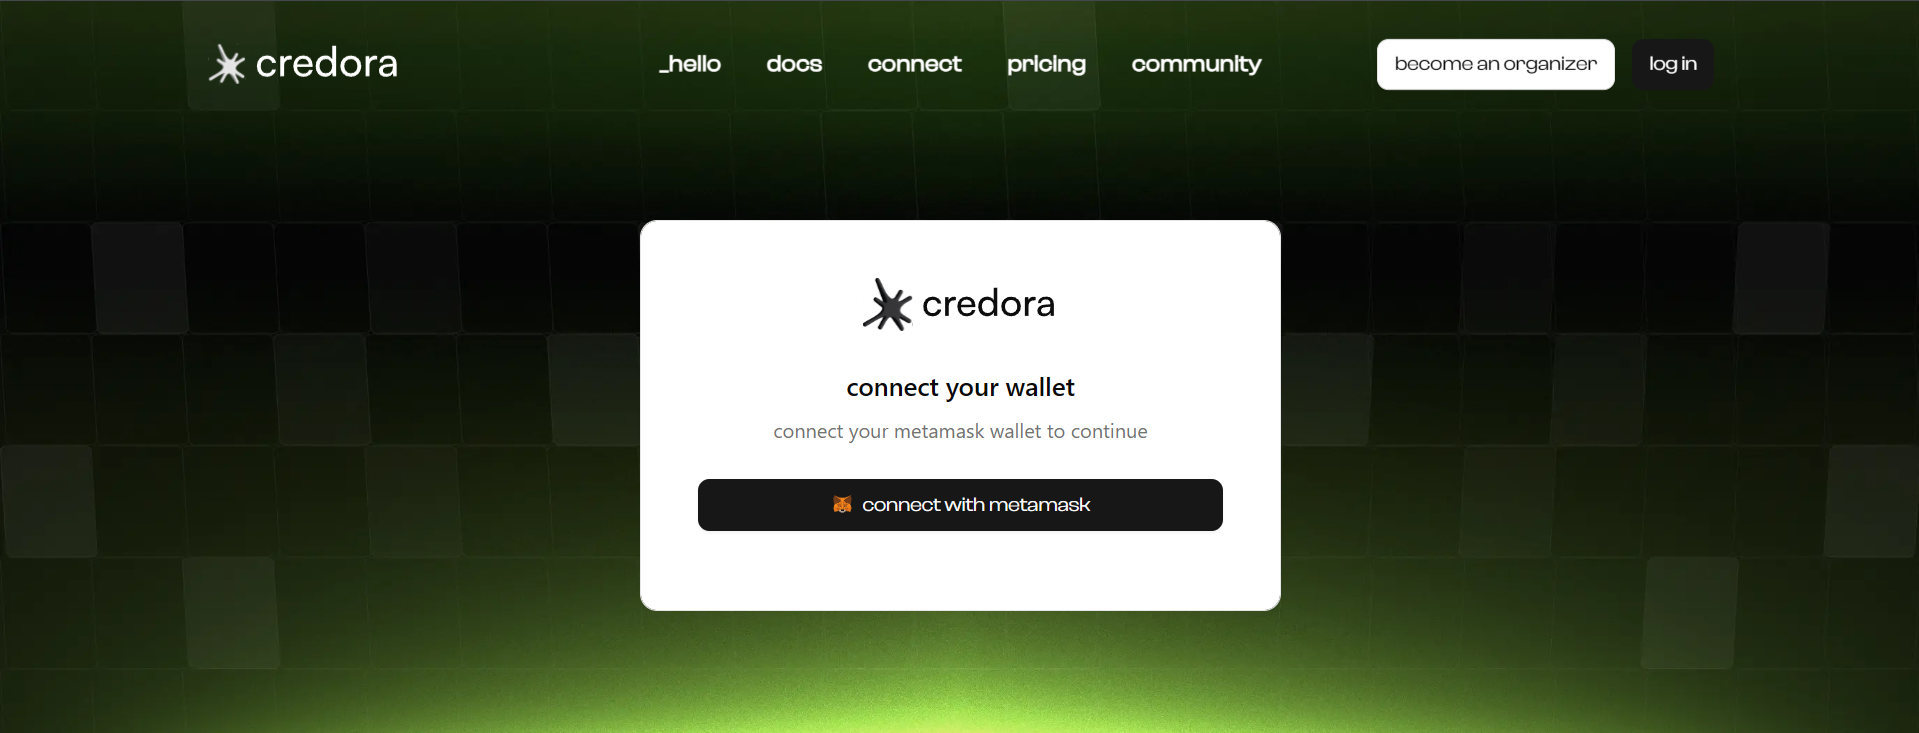 credora
_hello docs connect pricing community
become an organizer log in
credora
connect your wallet
connect your metamask wallet to continue
connect with metamask